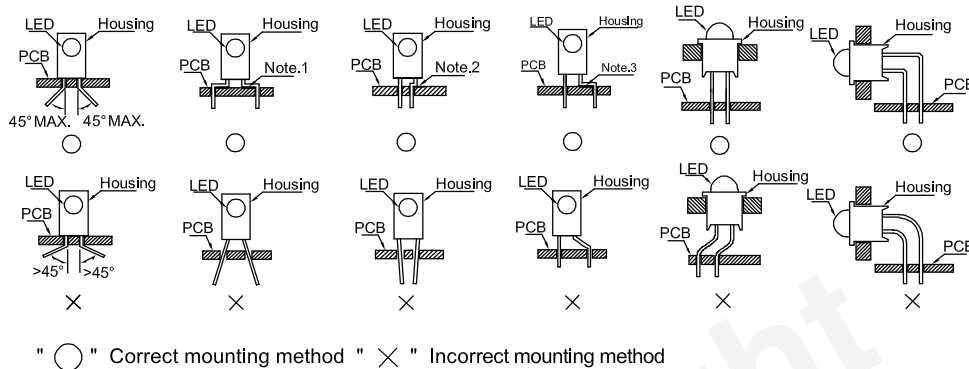 LED Housing
PCB
45° MAX. 45° MAX.
LED Housing
PCB Note.1
LED Housing
PCB Note.2
LED Housing
PCB Note.3
LED
Housing
PCB
LED Housing
PCB
LED Housing
PCB
>45° >45°
LED Housing
PCB
LED Housing
PCB
LED Housing
PCB
LED
Housing
PCB
LED Housing
PCB
" ◯ " Correct mounting method " ✕ " Incorrect mounting method